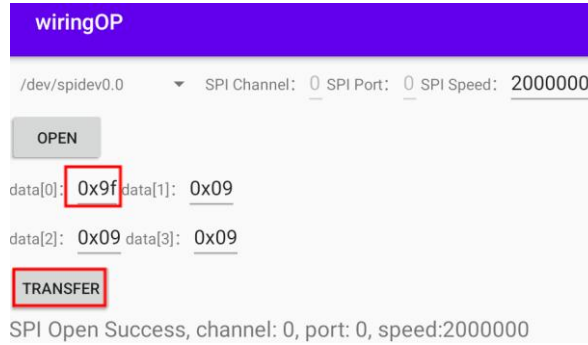 wiringOP
/dev/spidev0.0 SPI Channel: 0 SPI Port: 0 SPI Speed: 2000000
OPEN
data[0]: 0x9f data[1]: 0x09
data[2]: 0x09 data[3]: 0x09
TRANSFER
SPI Open Success, channel: 0, port: 0, speed:2000000